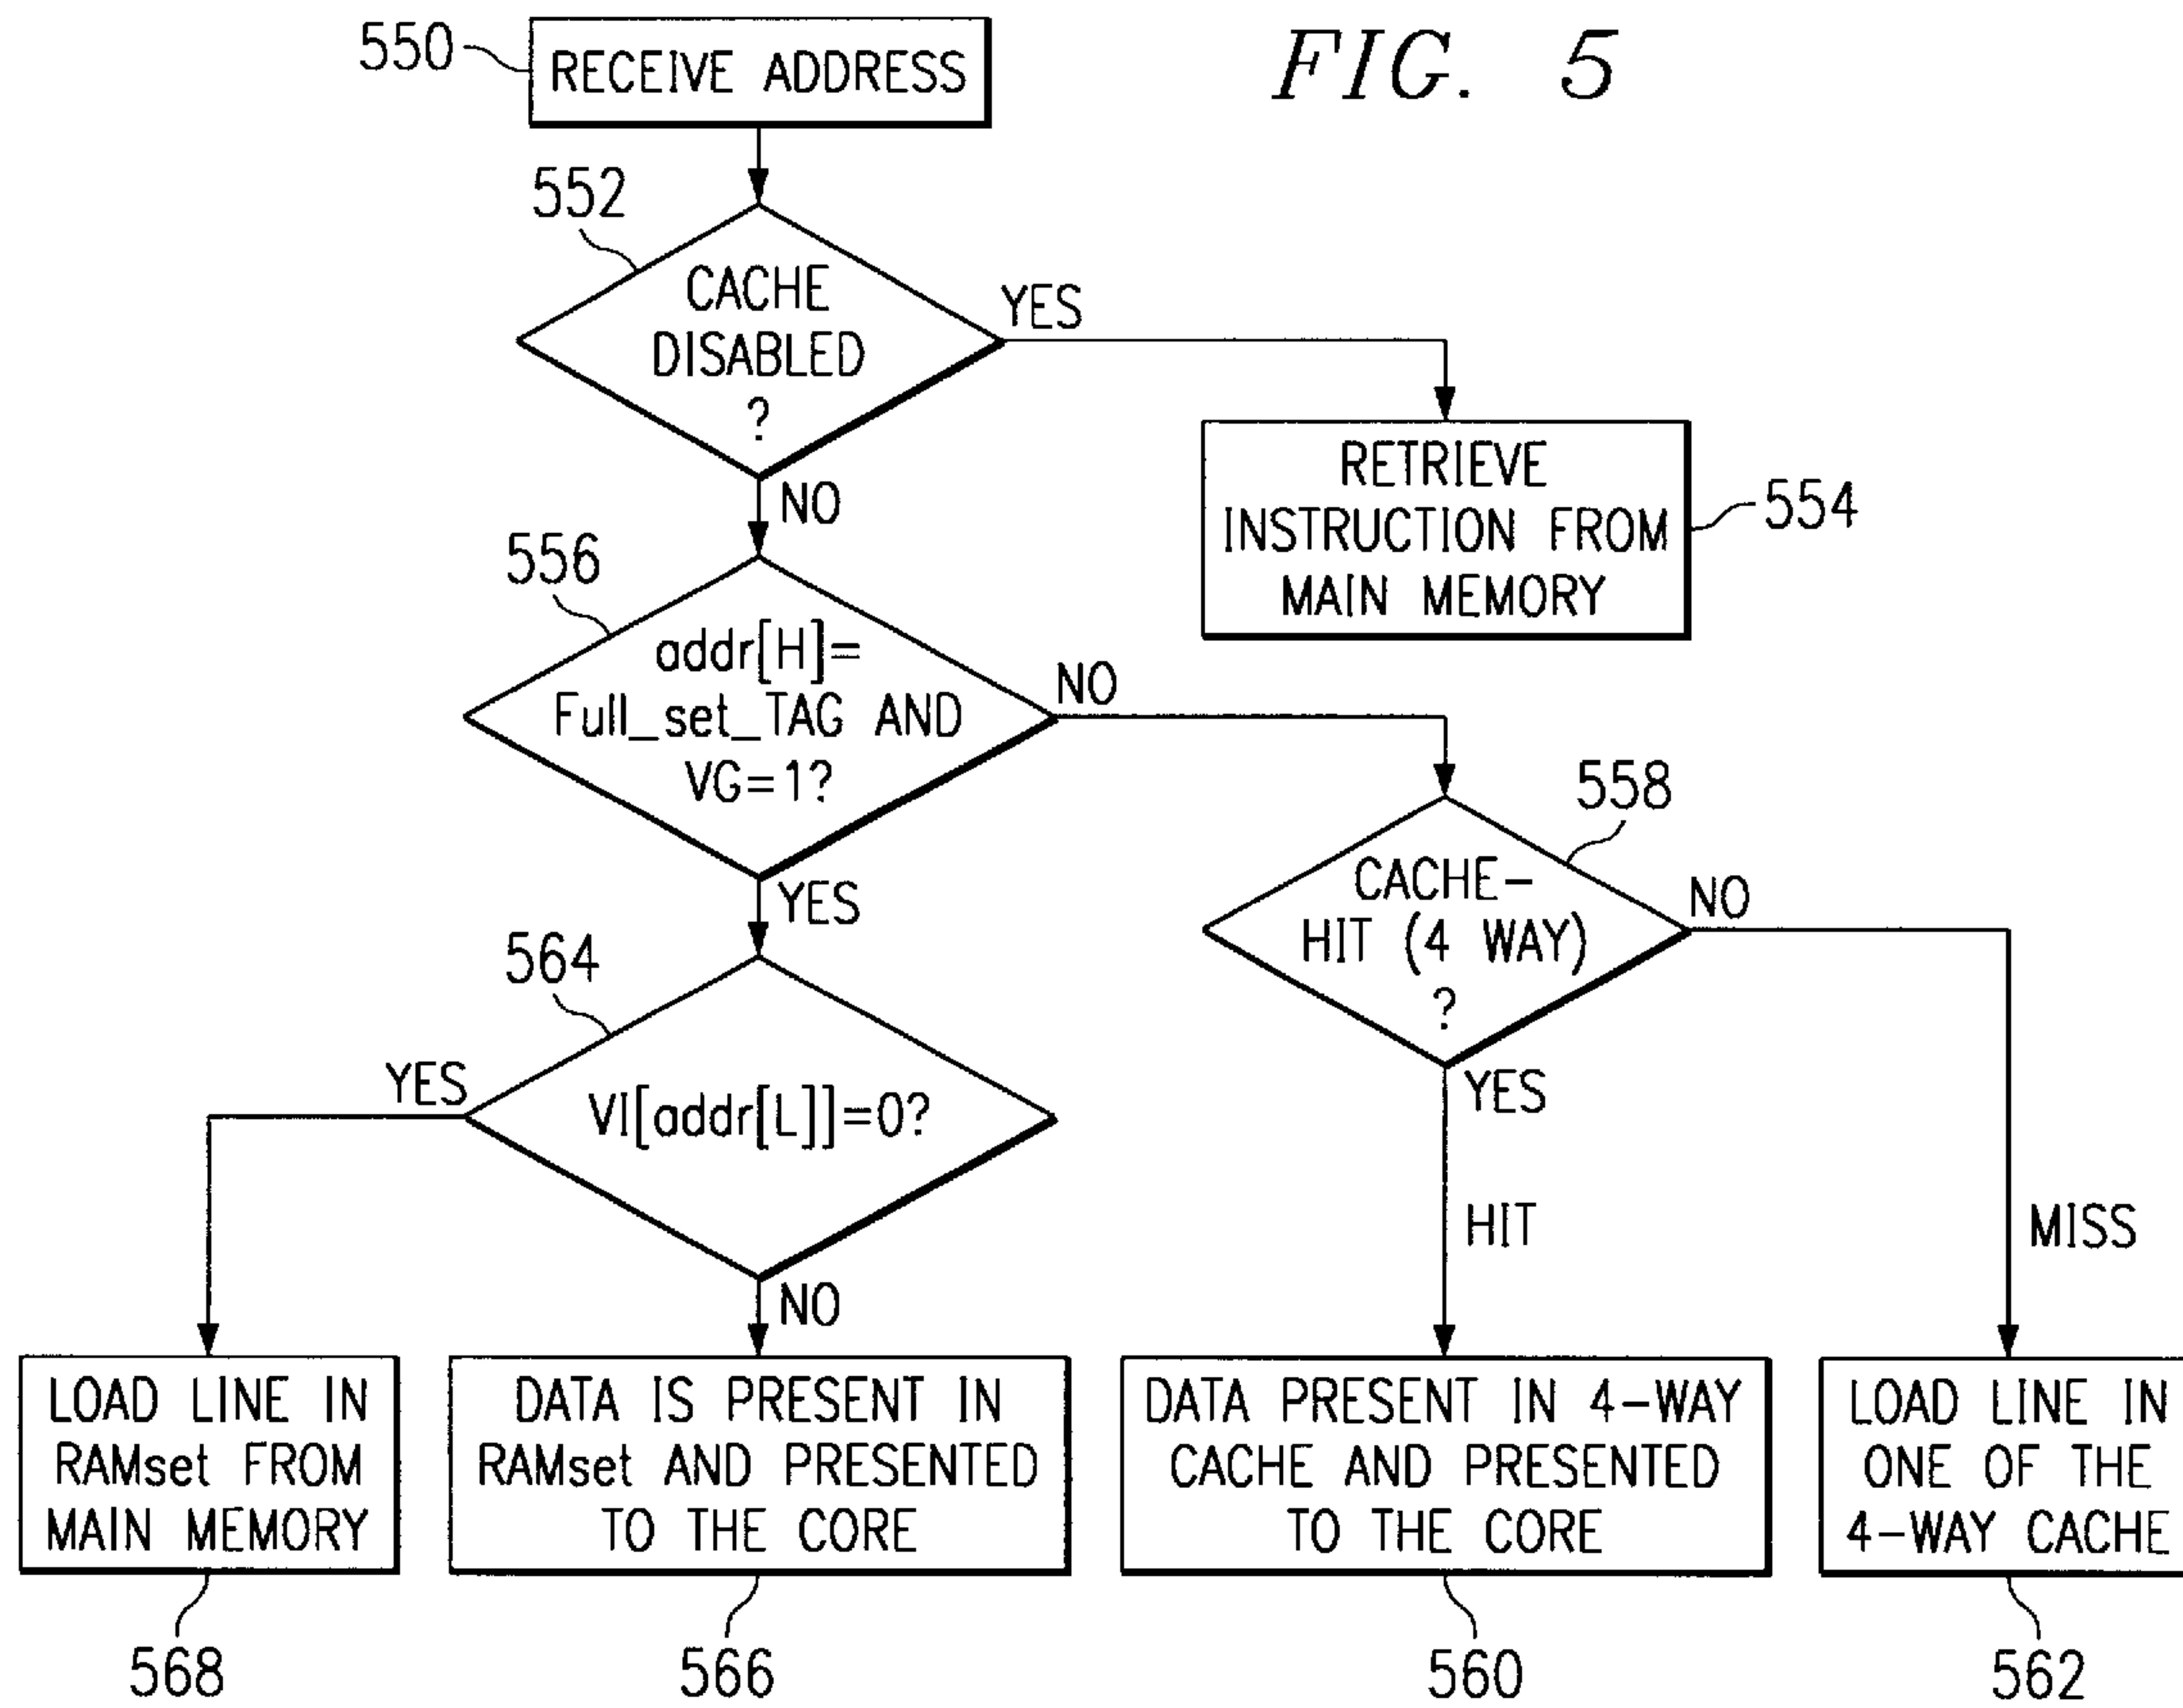 FIG. 5
550
RECEIVE ADDRESS
552
CACHE
DISABLED
?
YES
NO
RETRIEVE
INSTRUCTION FROM
MAIN MEMORY
554
556
addr[H]=
Full_set_TAG AND
VG=1?
NO
YES
558
CACHE-
HIT (4 WAY)
?
NO
YES
HIT
MISS
564
VI[addr[L]]=0?
YES
NO
LOAD LINE IN
RAMset FROM
MAIN MEMORY
568
DATA IS PRESENT IN
RAMset AND PRESENTED
TO THE CORE
566
DATA PRESENT IN 4-WAY
CACHE AND PRESENTED
TO THE CORE
560
LOAD LINE IN
ONE OF THE
4-WAY CACHE
562